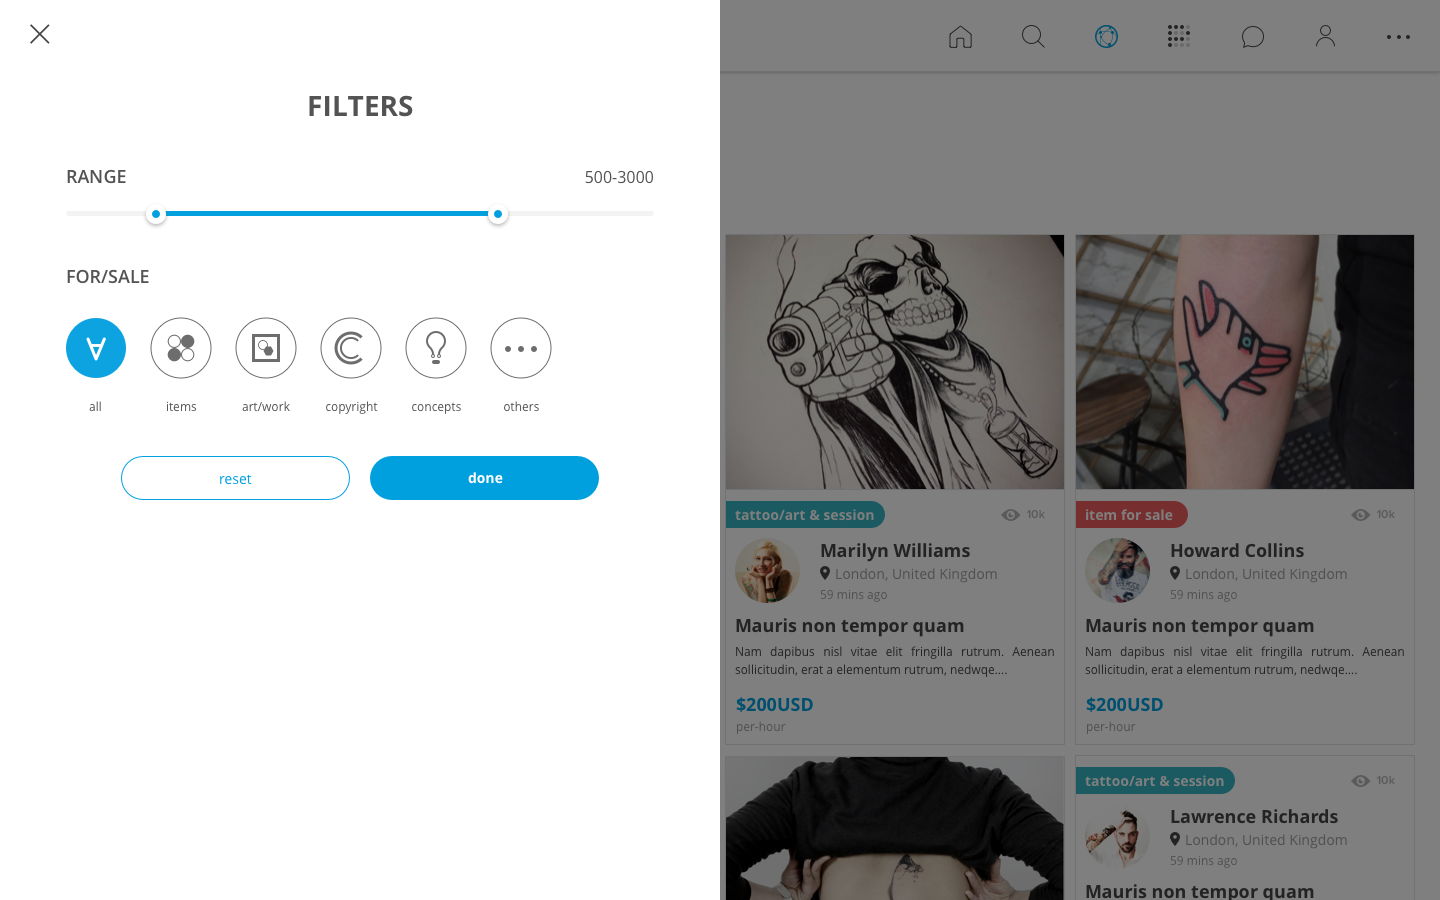 FILTERS
RANGE
500-3000
FOR/SALE
all
items
art/work
copyright
concepts
others
reset
done
tattoo/art & session
10k
Marilyn Williams
London, United Kingdom
59 mins ago
Mauris non tempor quam
Nam dapibus nisl vitae elit fringilla rutrum. Aenean
sollicitudin, erat a elementum rutrum, nedwqe....
$200USD
per-hour
item for sale
10k
Howard Collins
London, United Kingdom
59 mins ago
Mauris non tempor quam
Nam dapibus nisl vitae elit fringilla rutrum. Aenean
sollicitudin, erat a elementum rutrum, nedwqe....
$200USD
per-hour
tattoo/art & session
10k
Lawrence Richards
London, United Kingdom
59 mins ago
Mauris non tempor quam